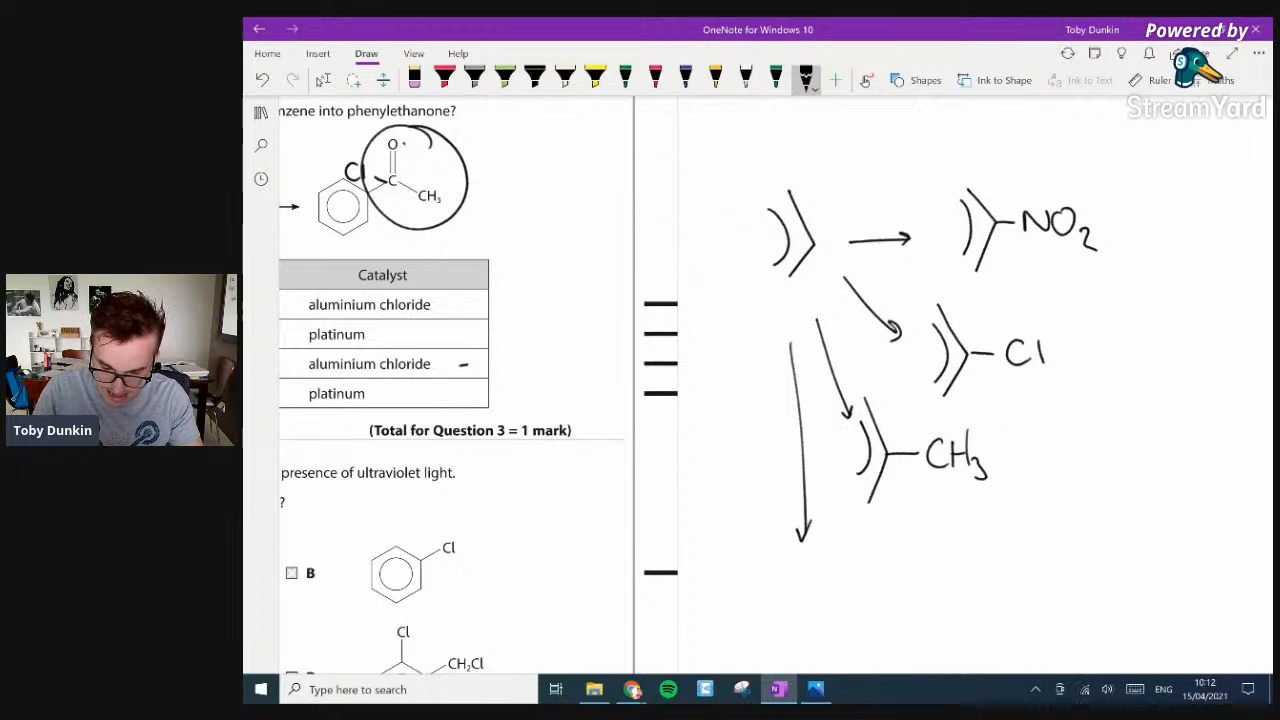 OneNote for Windows 10
Toby Dunkin
Powered by
StreamYard
Home Insert Draw View Help
Shapes
Ink to Shape
Ink to Text
Ruler
nzene into phenylethanone?
O
Cl
C
CH3
Catalyst
aluminium chloride
platinum
aluminium chloride
platinum
(Total for Question 3 = 1 mark)
presence of ultraviolet light.
?
B
Cl
Cl
CH2Cl
NO2
Cl
CH3
Toby Dunkin
Type here to search
ENG
10:12
15/04/2021